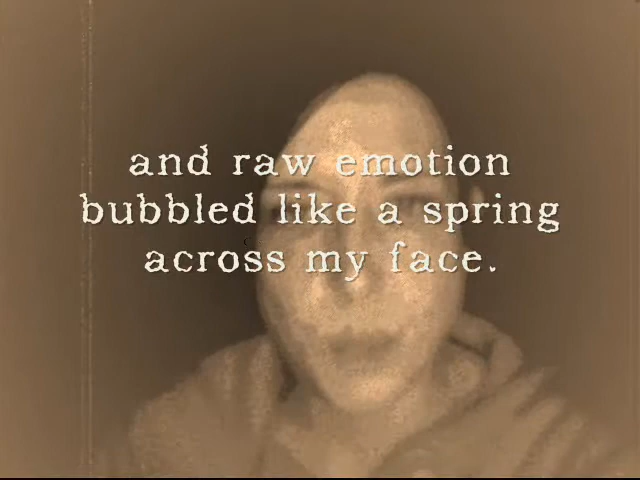 and raw emotion
bubbled like a spring
across my face.